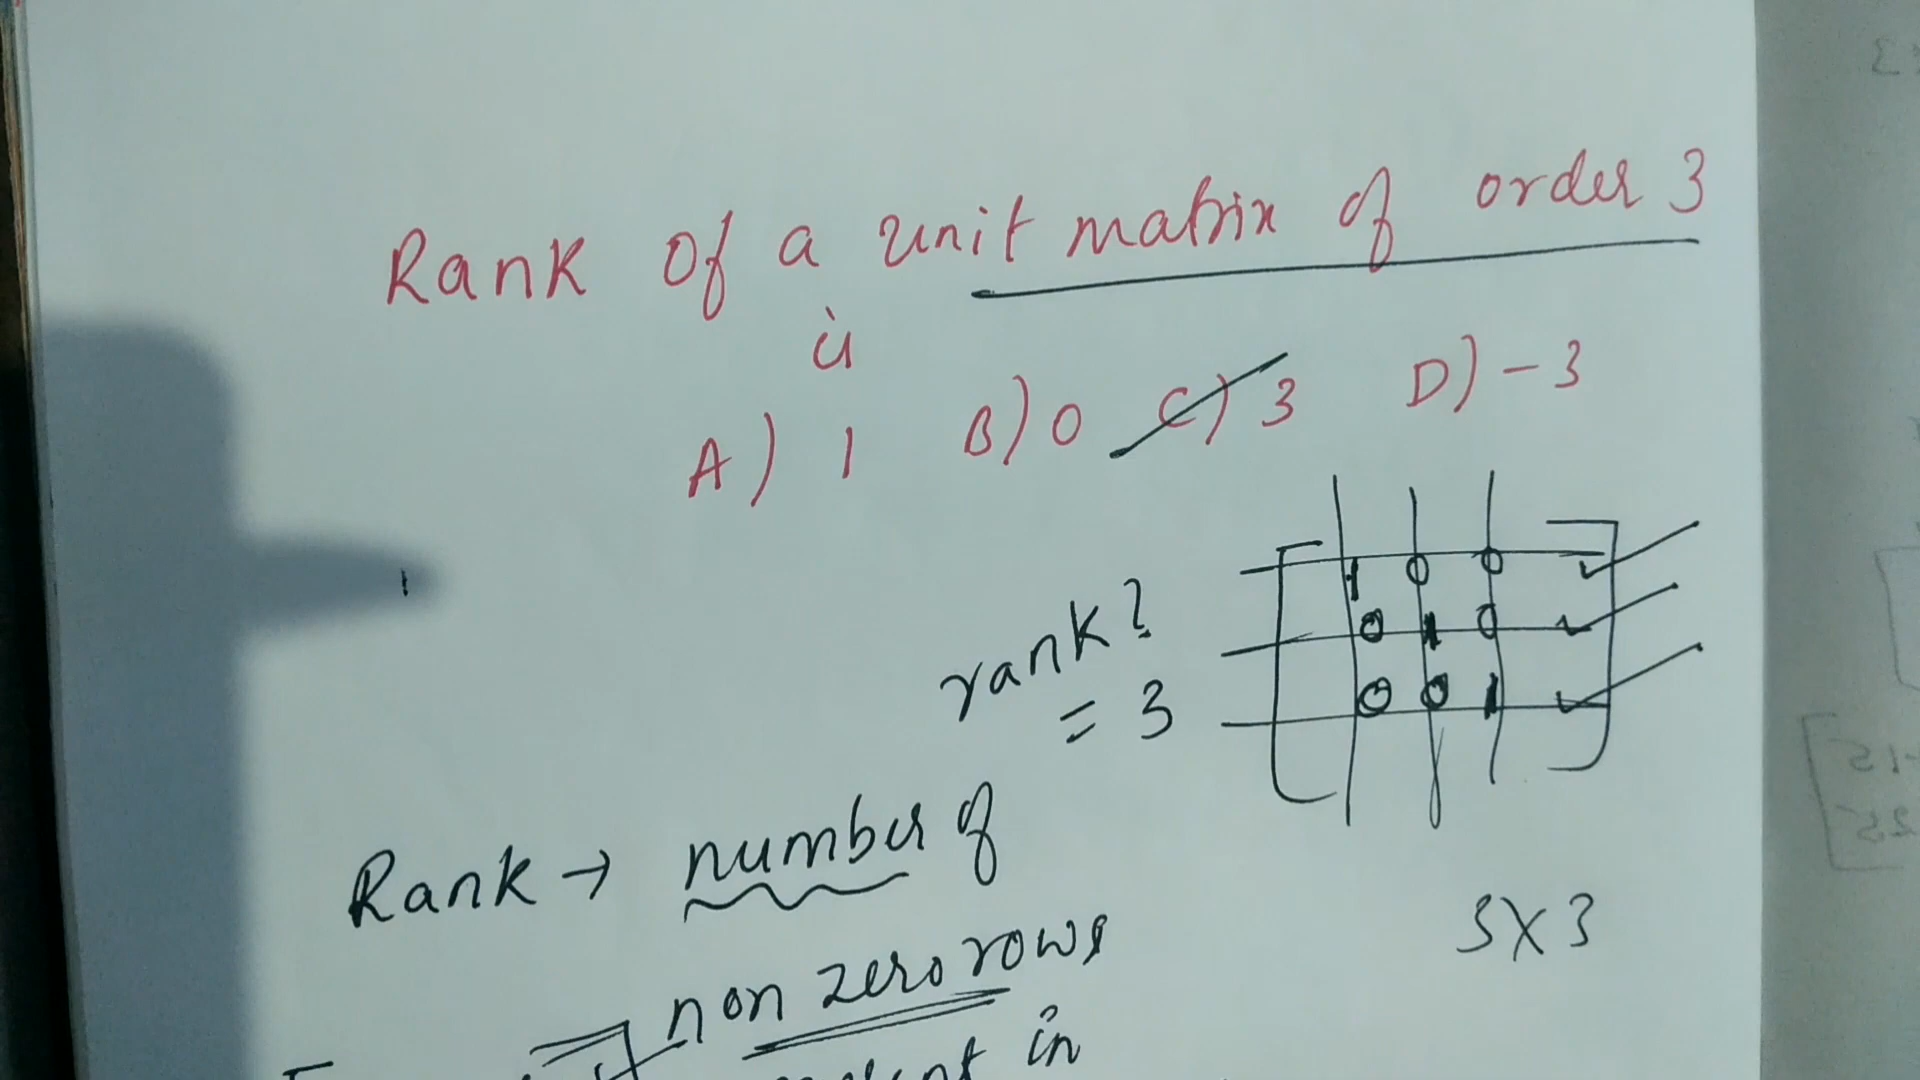 Rank of a unit matrix of order 3
is
A) 1 B) 0 C) 3 D) -3
1 0 0
0 1 0
0 0 1
rank?
= 3
Rank → number of
non zero rows
in
3X3